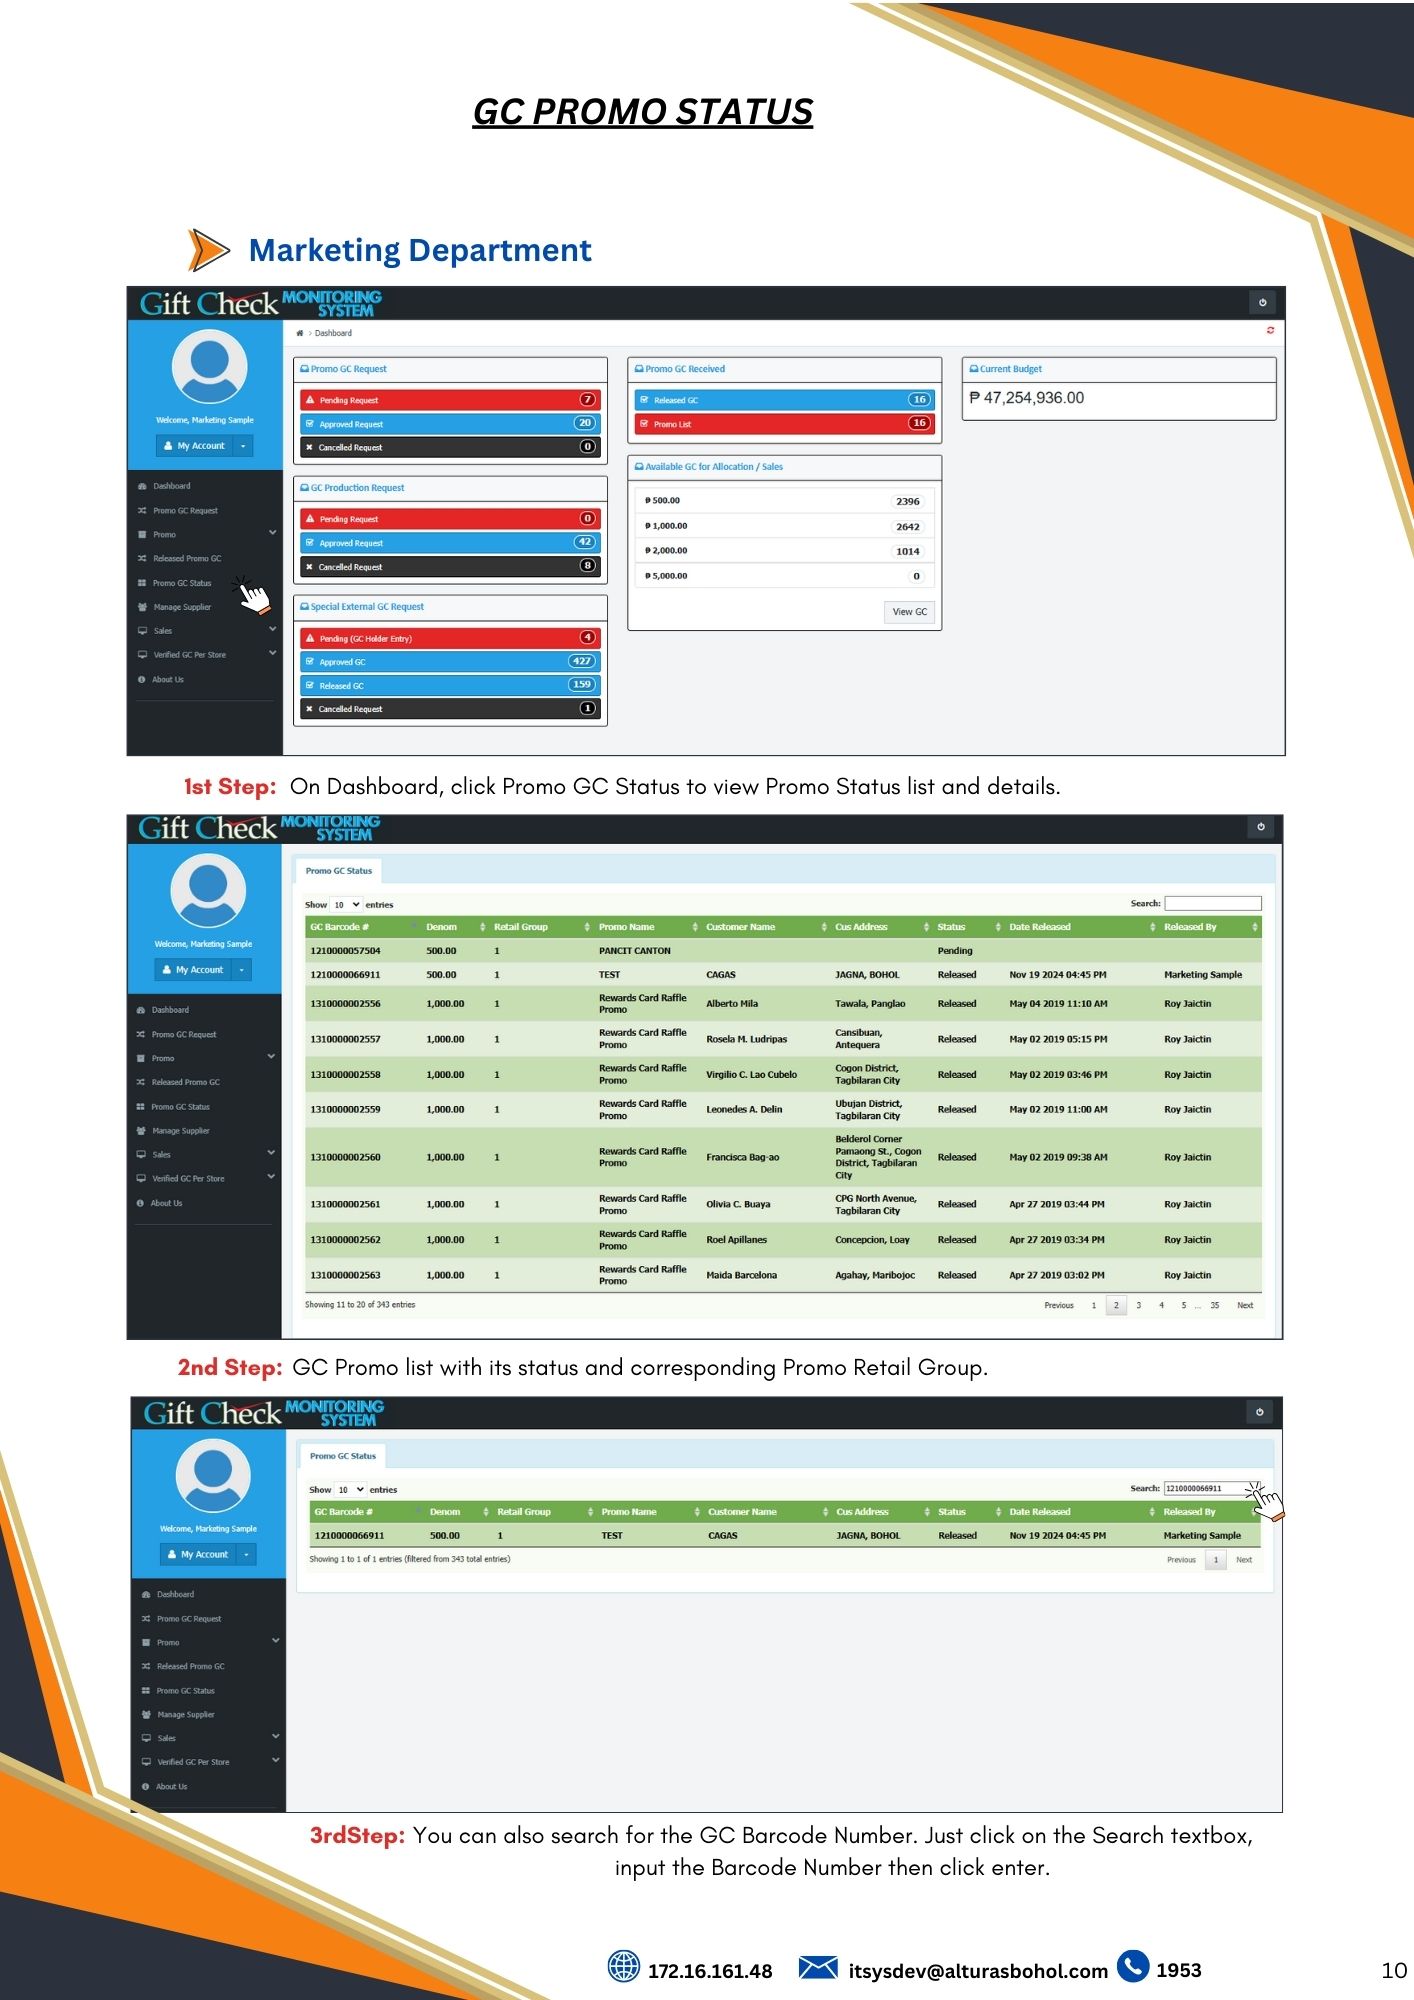 GC PROMO STATUS
Marketing Department
Gift Check MONITORING SYSTEM
> Dashboard
Welcome, Marketing Sample
My Account
Dashboard
Promo GC Request
Promo
Released Promo GC
Promo GC Status
Manage Supplier
Sales
Verified GC Per Store
About Us
Promo GC Request
Pending Request 7
Approved Request 20
Cancelled Request 0
GC Production Request
Pending Request 0
Approved Request 42
Cancelled Request 8
Special External GC Request
Pending (GC Holder Entry) 4
Approved GC 427
Released GC 159
Cancelled Request 1
Promo GC Received
Released GC 16
Promo List 16
Available GC for Allocation / Sales
₱ 500.00 2396
₱ 1,000.00 2642
₱ 2,000.00 1014
₱ 5,000.00 0
View GC
Current Budget
₱ 47,254,936.00
1st Step: On Dashboard, click Promo GC Status to view Promo Status list and details.
Gift Check MONITORING SYSTEM
Welcome, Marketing Sample
My Account
Dashboard
Promo GC Request
Promo
Released Promo GC
Promo GC Status
Manage Supplier
Sales
Verified GC Per Store
About Us
Promo GC Status
Show 10 entries Search:
GC Barcode # Denom Retail Group Promo Name Customer Name Cus Address Status Date Released Released By
1210000057504 500.00 1 PANCIT CANTON Pending
1210000066911 500.00 1 TEST CAGAS JAGNA, BOHOL Released Nov 19 2024 04:45 PM Marketing Sample
1310000002556 1,000.00 1 Rewards Card Raffle Promo Alberto Mila Tawala, Panglao Released May 04 2019 11:10 AM Roy Jaictin
1310000002557 1,000.00 1 Rewards Card Raffle Promo Rosela M. Ludripas Cansibuan, Antequera Released May 02 2019 05:15 PM Roy Jaictin
1310000002558 1,000.00 1 Rewards Card Raffle Promo Virgilio C. Lao Cubelo Cogon District, Tagbilaran City Released May 02 2019 03:46 PM Roy Jaictin
1310000002559 1,000.00 1 Rewards Card Raffle Promo Leonedes A. Delin Ubujan District, Tagbilaran City Released May 02 2019 11:00 AM Roy Jaictin
1310000002560 1,000.00 1 Rewards Card Raffle Promo Francisca Bag-ao Belderol Corner Pamaong St., Cogon District, Tagbilaran City Released May 02 2019 09:38 AM Roy Jaictin
1310000002561 1,000.00 1 Rewards Card Raffle Promo Olivia C. Buaya CPG North Avenue, Tagbilaran City Released Apr 27 2019 03:44 PM Roy Jaictin
1310000002562 1,000.00 1 Rewards Card Raffle Promo Roel Apillanes Concepcion, Loay Released Apr 27 2019 03:34 PM Roy Jaictin
1310000002563 1,000.00 1 Rewards Card Raffle Promo Maida Barcelona Agahay, Maribojoc Released Apr 27 2019 03:02 PM Roy Jaictin
Showing 11 to 20 of 343 entries Previous 1 2 3 4 5 ... 35 Next
2nd Step: GC Promo list with its status and corresponding Promo Retail Group.
Gift Check MONITORING SYSTEM
Welcome, Marketing Sample
My Account
Dashboard
Promo GC Request
Promo
Released Promo GC
Promo GC Status
Manage Supplier
Sales
Verified GC Per Store
About Us
Promo GC Status
Show 10 entries Search: 1210000066911
GC Barcode # Denom Retail Group Promo Name Customer Name Cus Address Status Date Released Released By
1210000066911 500.00 1 TEST CAGAS JAGNA, BOHOL Released Nov 19 2024 04:45 PM Marketing Sample
Showing 1 to 1 of 1 entries (filtered from 343 total entries) Previous 1 Next
3rdStep: You can also search for the GC Barcode Number. Just click on the Search textbox,
input the Barcode Number then click enter.
172.16.161.48 itsysdev@alturasbohol.com 1953
10